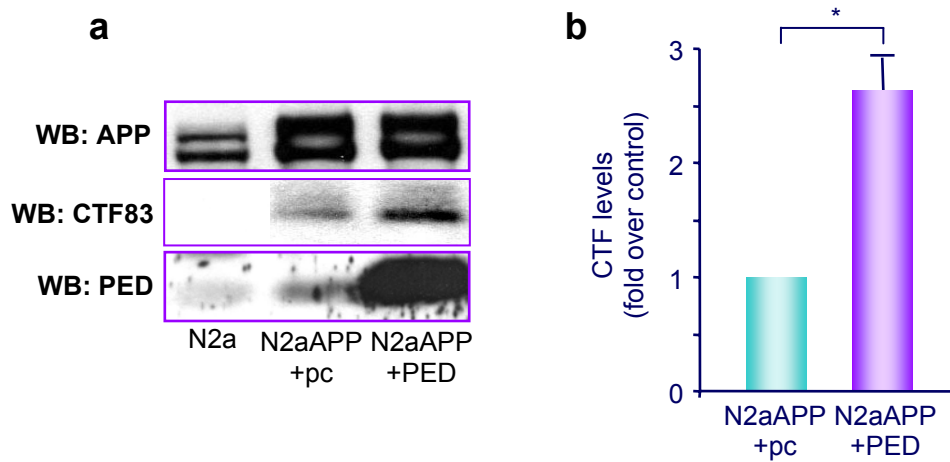 a
WB: APP
WB: CTF83
WB: PED
N2a
N2aAPP
+pc
N2aAPP
+PED
b
*
3
2
1
0
CTF levels
(fold over control)
N2aAPP
+pc
N2aAPP
+PED